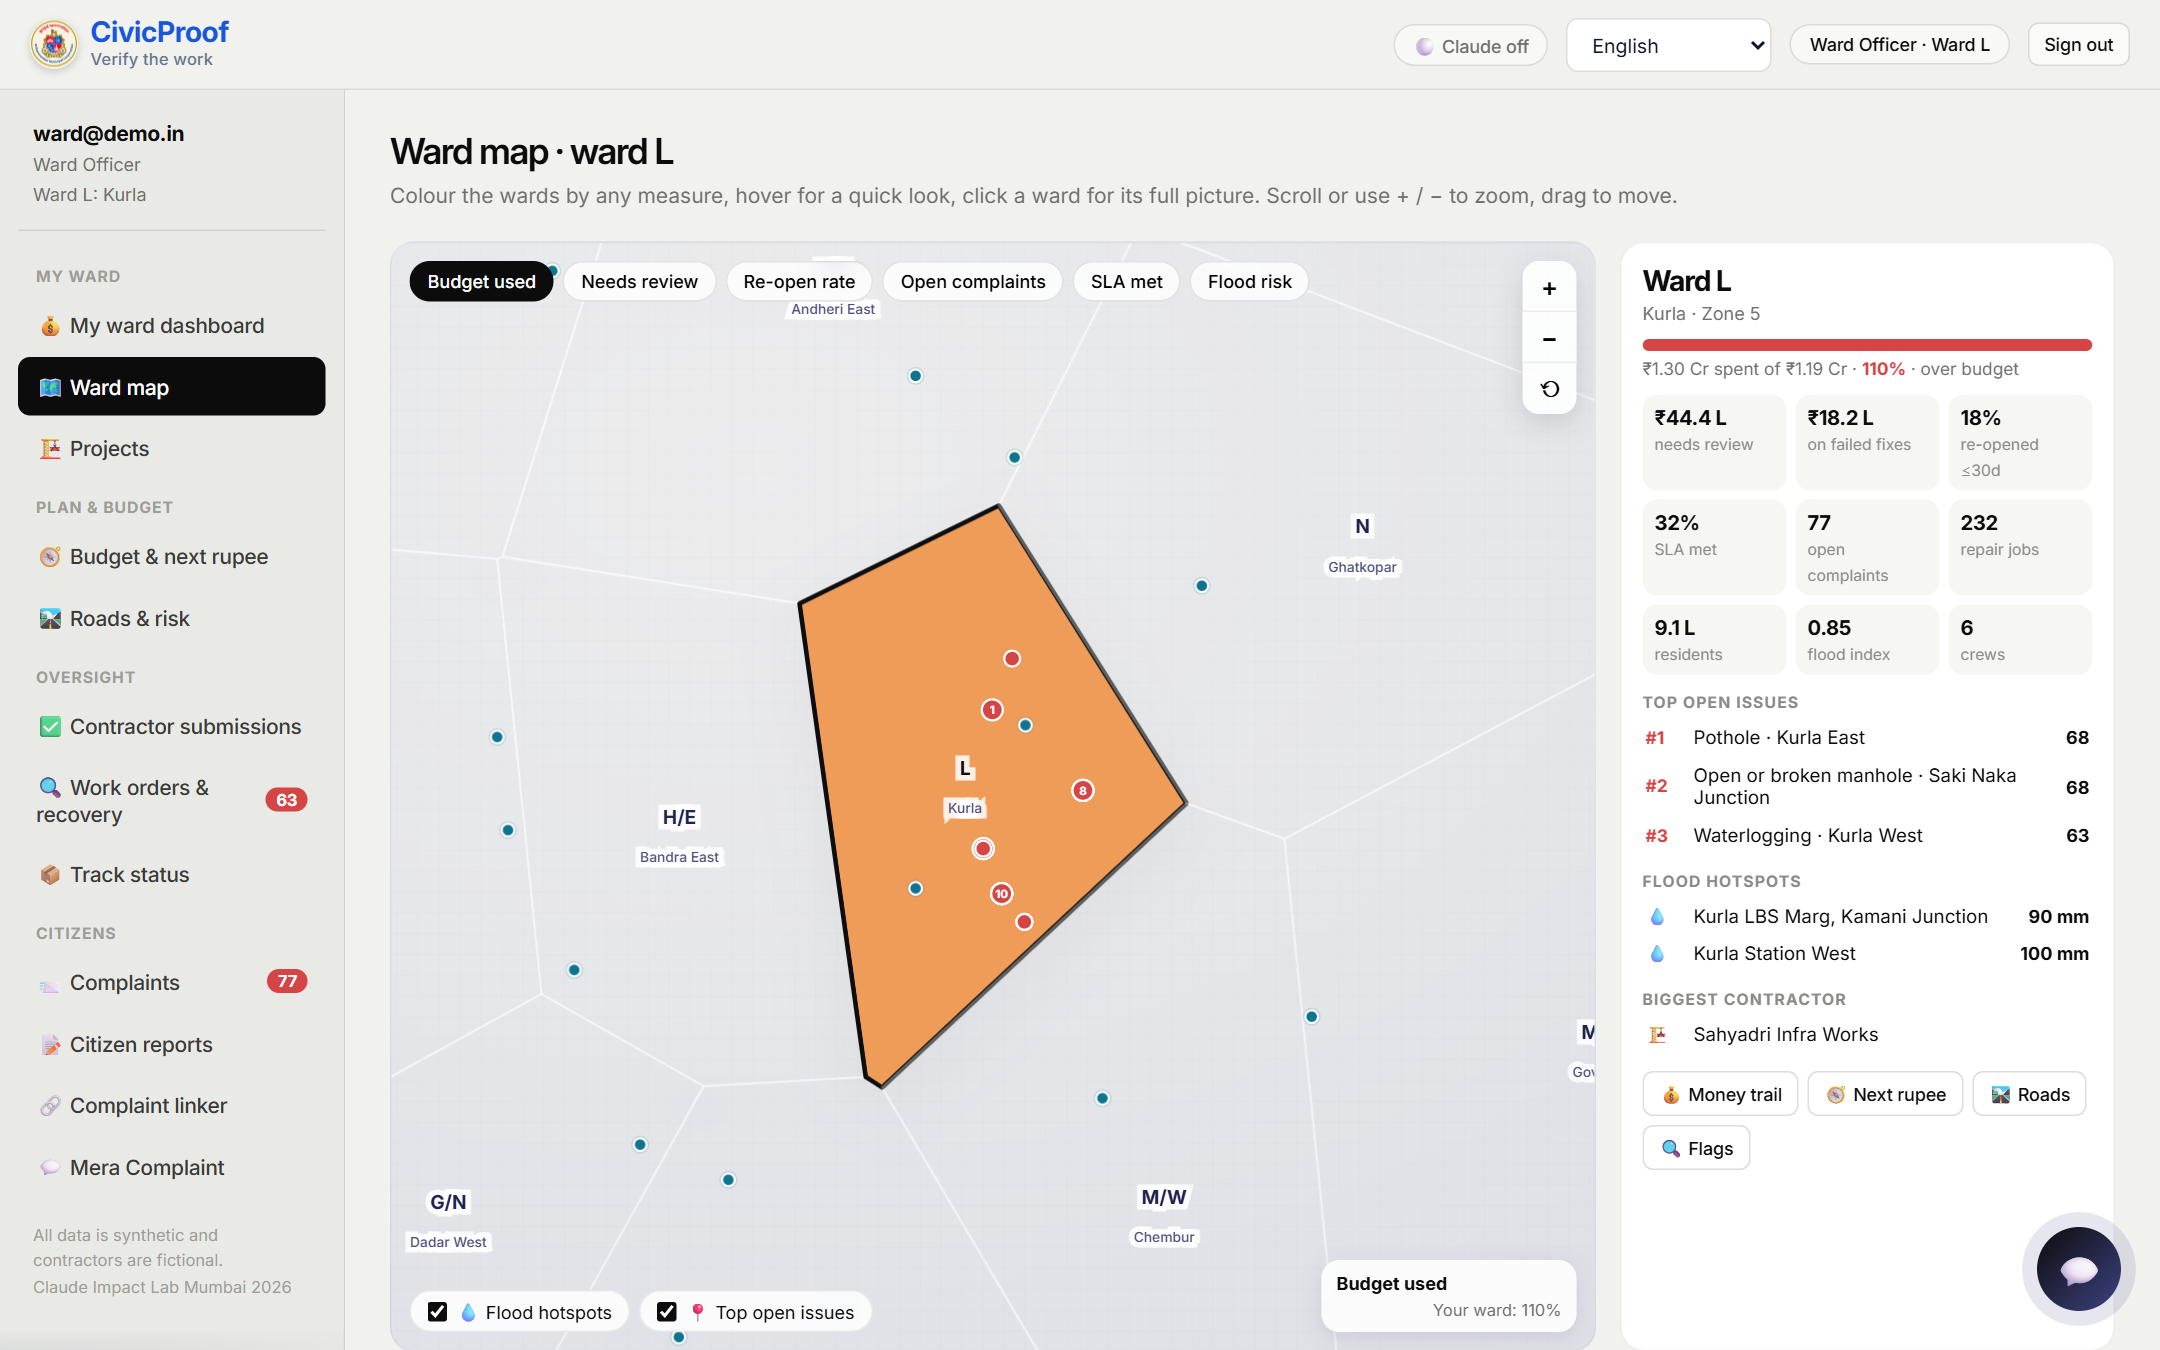 CivicProof
Verify the work
Claude off
English
Ward Officer · Ward L
Sign out
ward@demo.in
Ward Officer
Ward L: Kurla
MY WARD
My ward dashboard
Ward map
Projects
PLAN & BUDGET
Budget & next rupee
Roads & risk
OVERSIGHT
Contractor submissions
Work orders &
recovery
63
Track status
CITIZENS
Complaints
77
Citizen reports
Complaint linker
Mera Complaint
All data is synthetic and
contractors are fictional.
Claude Impact Lab Mumbai 2026
Ward map · ward L
Colour the wards by any measure, hover for a quick look, click a ward for its full picture. Scroll or use + / − to zoom, drag to move.
Budget used
Needs review
Re-open rate
Open complaints
SLA met
Flood risk
+
−
Andheri East
N
Ghatkopar
1
L
Kurla
8
10
H/E
Bandra East
G/N
Dadar West
M/W
Chembur
Flood hotspots
Top open issues
Budget used
Your ward: 110%
Ward L
Kurla · Zone 5
₹1.30 Cr spent of ₹1.19 Cr · 110% · over budget
₹44.4 L
needs review
₹18.2 L
on failed fixes
18%
re-opened
≤30d
32%
SLA met
77
open
complaints
232
repair jobs
9.1 L
residents
0.85
flood index
6
crews
TOP OPEN ISSUES
#1 Pothole · Kurla East 68
#2 Open or broken manhole · Saki Naka
Junction 68
#3 Waterlogging · Kurla West 63
FLOOD HOTSPOTS
Kurla LBS Marg, Kamani Junction 90 mm
Kurla Station West 100 mm
BIGGEST CONTRACTOR
Sahyadri Infra Works
Money trail
Next rupee
Roads
Flags